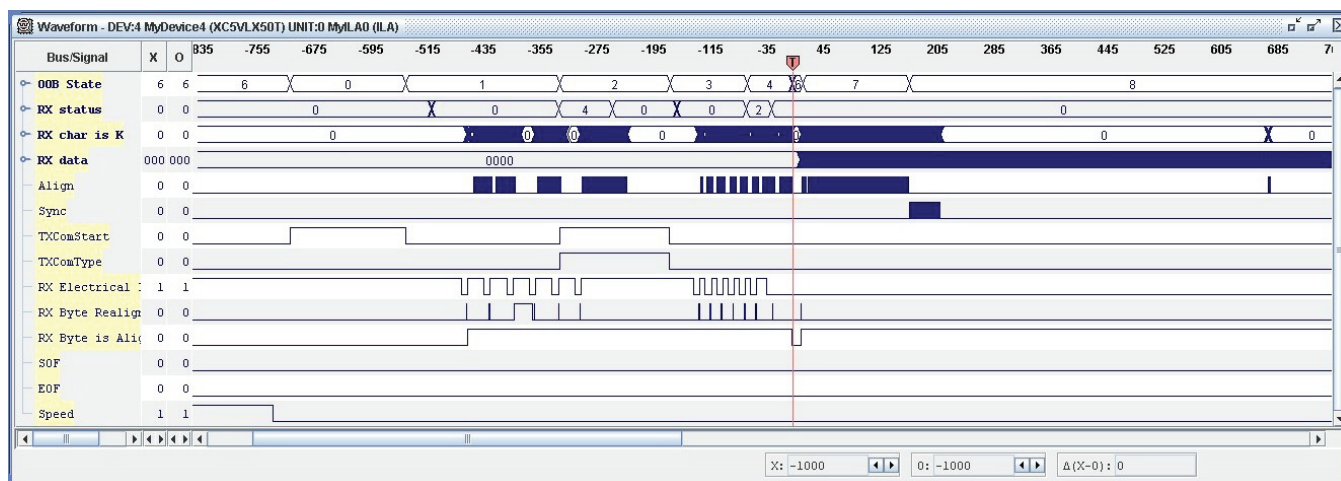 Waveform - DEV:4 MyDevice4 (XC5VLX50T) UNIT:0 MyILA0 (ILA)
Bus/Signal X O 835 -755 -675 -595 -515 -435 -355 -275 -195 -115 -35 45 125 205 285 365 445 525 605 685
T
OOB State 6 6 6 0 1 2 3 4 6 7 8
RX status 0 0 0 0 4 0 0 2 0
RX char is K 0 0 0 0 0 0 0 0 0
RX data 000 000 0000
Align 0 0
Sync 0 0
TXComStart 0 0
TXComType 0 0
RX Electrical 1 1
RX Byte Realign 0 0
RX Byte is Alig 0 0
SOF 0 0
EOF 0 0
Speed 1 1
X: -1000 O: -1000 Δ(X-O): 0